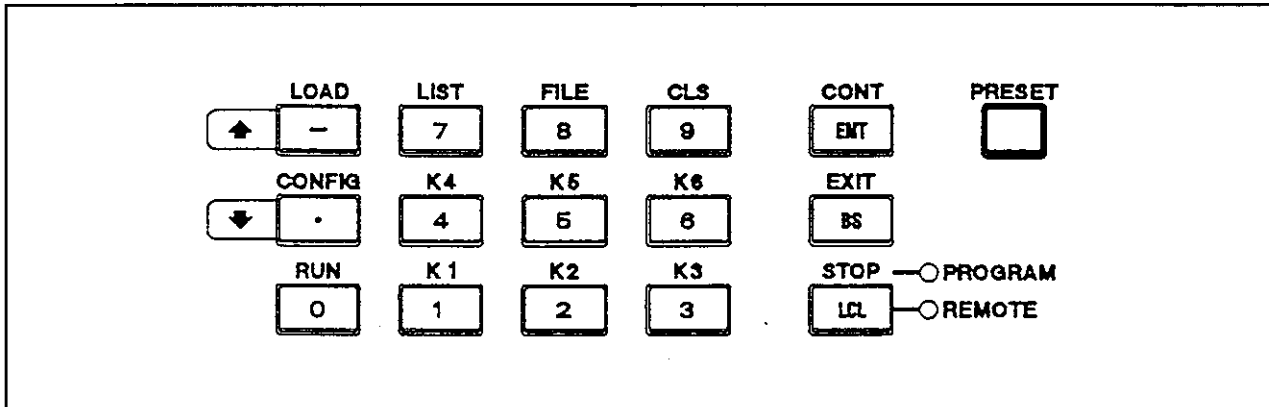 LOAD LIST FILE CLS CONT PRESET
- 7 8 9 ENT
CONFIG K4 K5 K6 EXIT
. 4 5 6 BS
RUN K1 K2 K3 STOP PROGRAM
0 1 2 3 LCL REMOTE